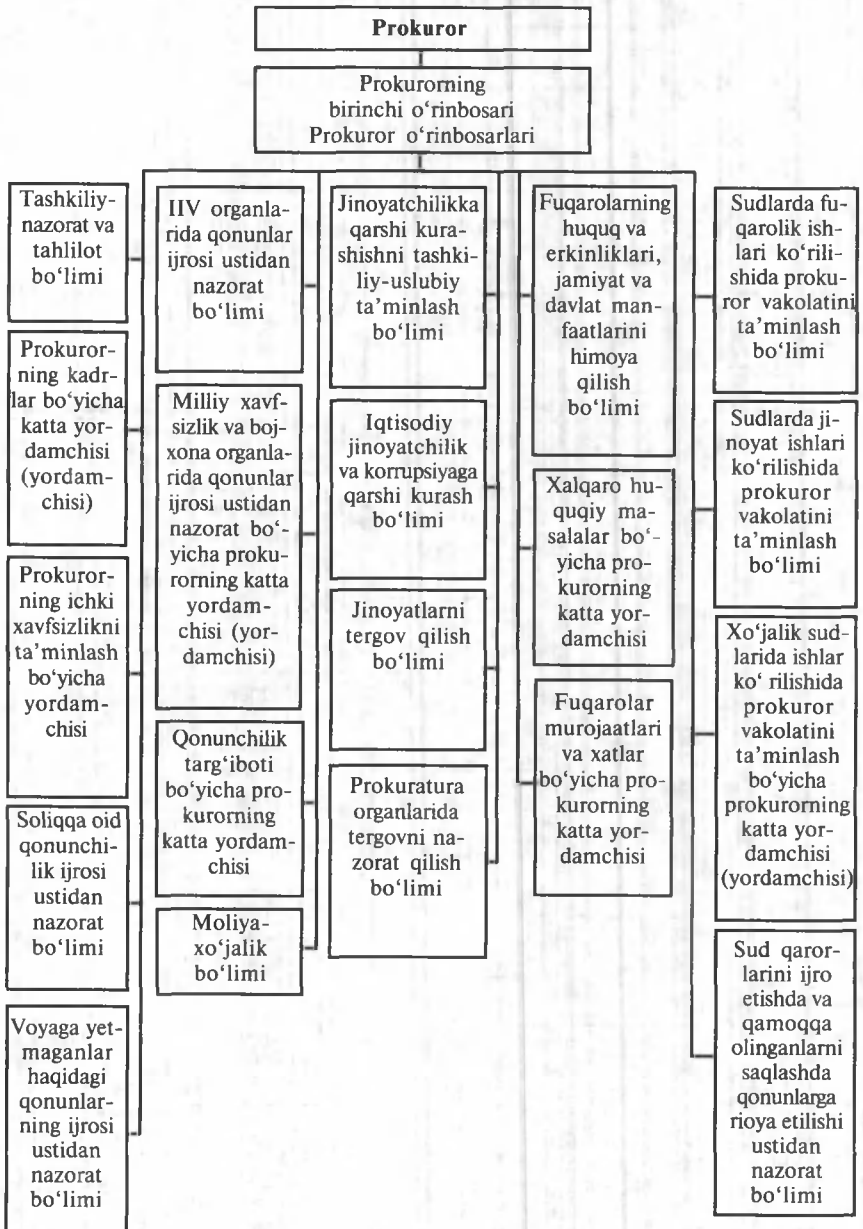 Prokuror
Prokurorning
birinchi o‘rinbosari
Prokuror o‘rinbosarlari
Tashkiliy-
nazorat va
tahlilot
bo‘limi
Prokuror-
ning kadr-
lar bo‘yicha
katta yor-
damchisi
(yordam-
chisi)
Prokuror-
ning ichki
xavfsizlikni
ta’minlash
bo‘yicha
yordam-
chisi
Soliqqa oid
qonunchi-
lik ijrosi
ustidan
nazorat
bo‘limi
Voyaga yet-
maganlar
haqidagi
qonunlar-
ning ijrosi
ustidan
nazorat
bo‘limi
IIV organla-
rida qonunlar
ijrosi ustidan
nazorat
bo‘limi
Milliy xavf-
sizlik va boj-
xona organla-
rida qonunlar
ijrosi ustidan
nazorat bo‘-
yicha proku-
rorning katta
yordam-
chisi (yor-
damchisi)
Qonunchilik
targ‘iboti
bo‘yicha pro-
kurorning
katta yordam-
chisi
Moliya-
xo‘jalik
bo‘limi
Jinoyatchilikka
qarshi kura-
shishni tashki-
liy-uslubiy
ta’minlash
bo‘limi
Iqtisodiy
jinoyatchilik
va korrupsiyaga
qarshi kurash
bo‘limi
Jinoyatlarni
tergov qilish
bo‘limi
Prokuratura
organlarida
tergovni na-
zorat qilish
bo‘limi
Fuqarolarning
huquq va
erkinliklari,
jamiyat va
davlat man-
faatlarini
himoya
qilish
bo‘limi
Xalqaro hu-
quqiy ma-
salalar bo‘-
yicha pro-
kurorning
katta yor-
damchisi
Fuqarolar
murojaatlari
va xatlar
bo‘yicha pro-
kurorning
katta yor-
damchisi
Sudlarda fu-
qarolik ish-
lari ko‘rili-
shida proku-
ror vakolatini
ta’minlash
bo‘limi
Sudlarda ji-
noyat ishlari
ko‘rilishida
prokuror
vakolatini
ta’minlash
bo‘limi
Xo‘jalik sud-
larida ishlar
ko‘ rilishida
prokuror
vakolatini
ta’minlash
bo‘yicha
prokurorning
katta yor-
damchisi
(yordamchisi)
Sud qaror-
larini ijro
etishda va
qamoqqa
olinganlarni
saqlashda
qonunlarga
rioya etilishi
ustidan
nazorat
bo‘limi